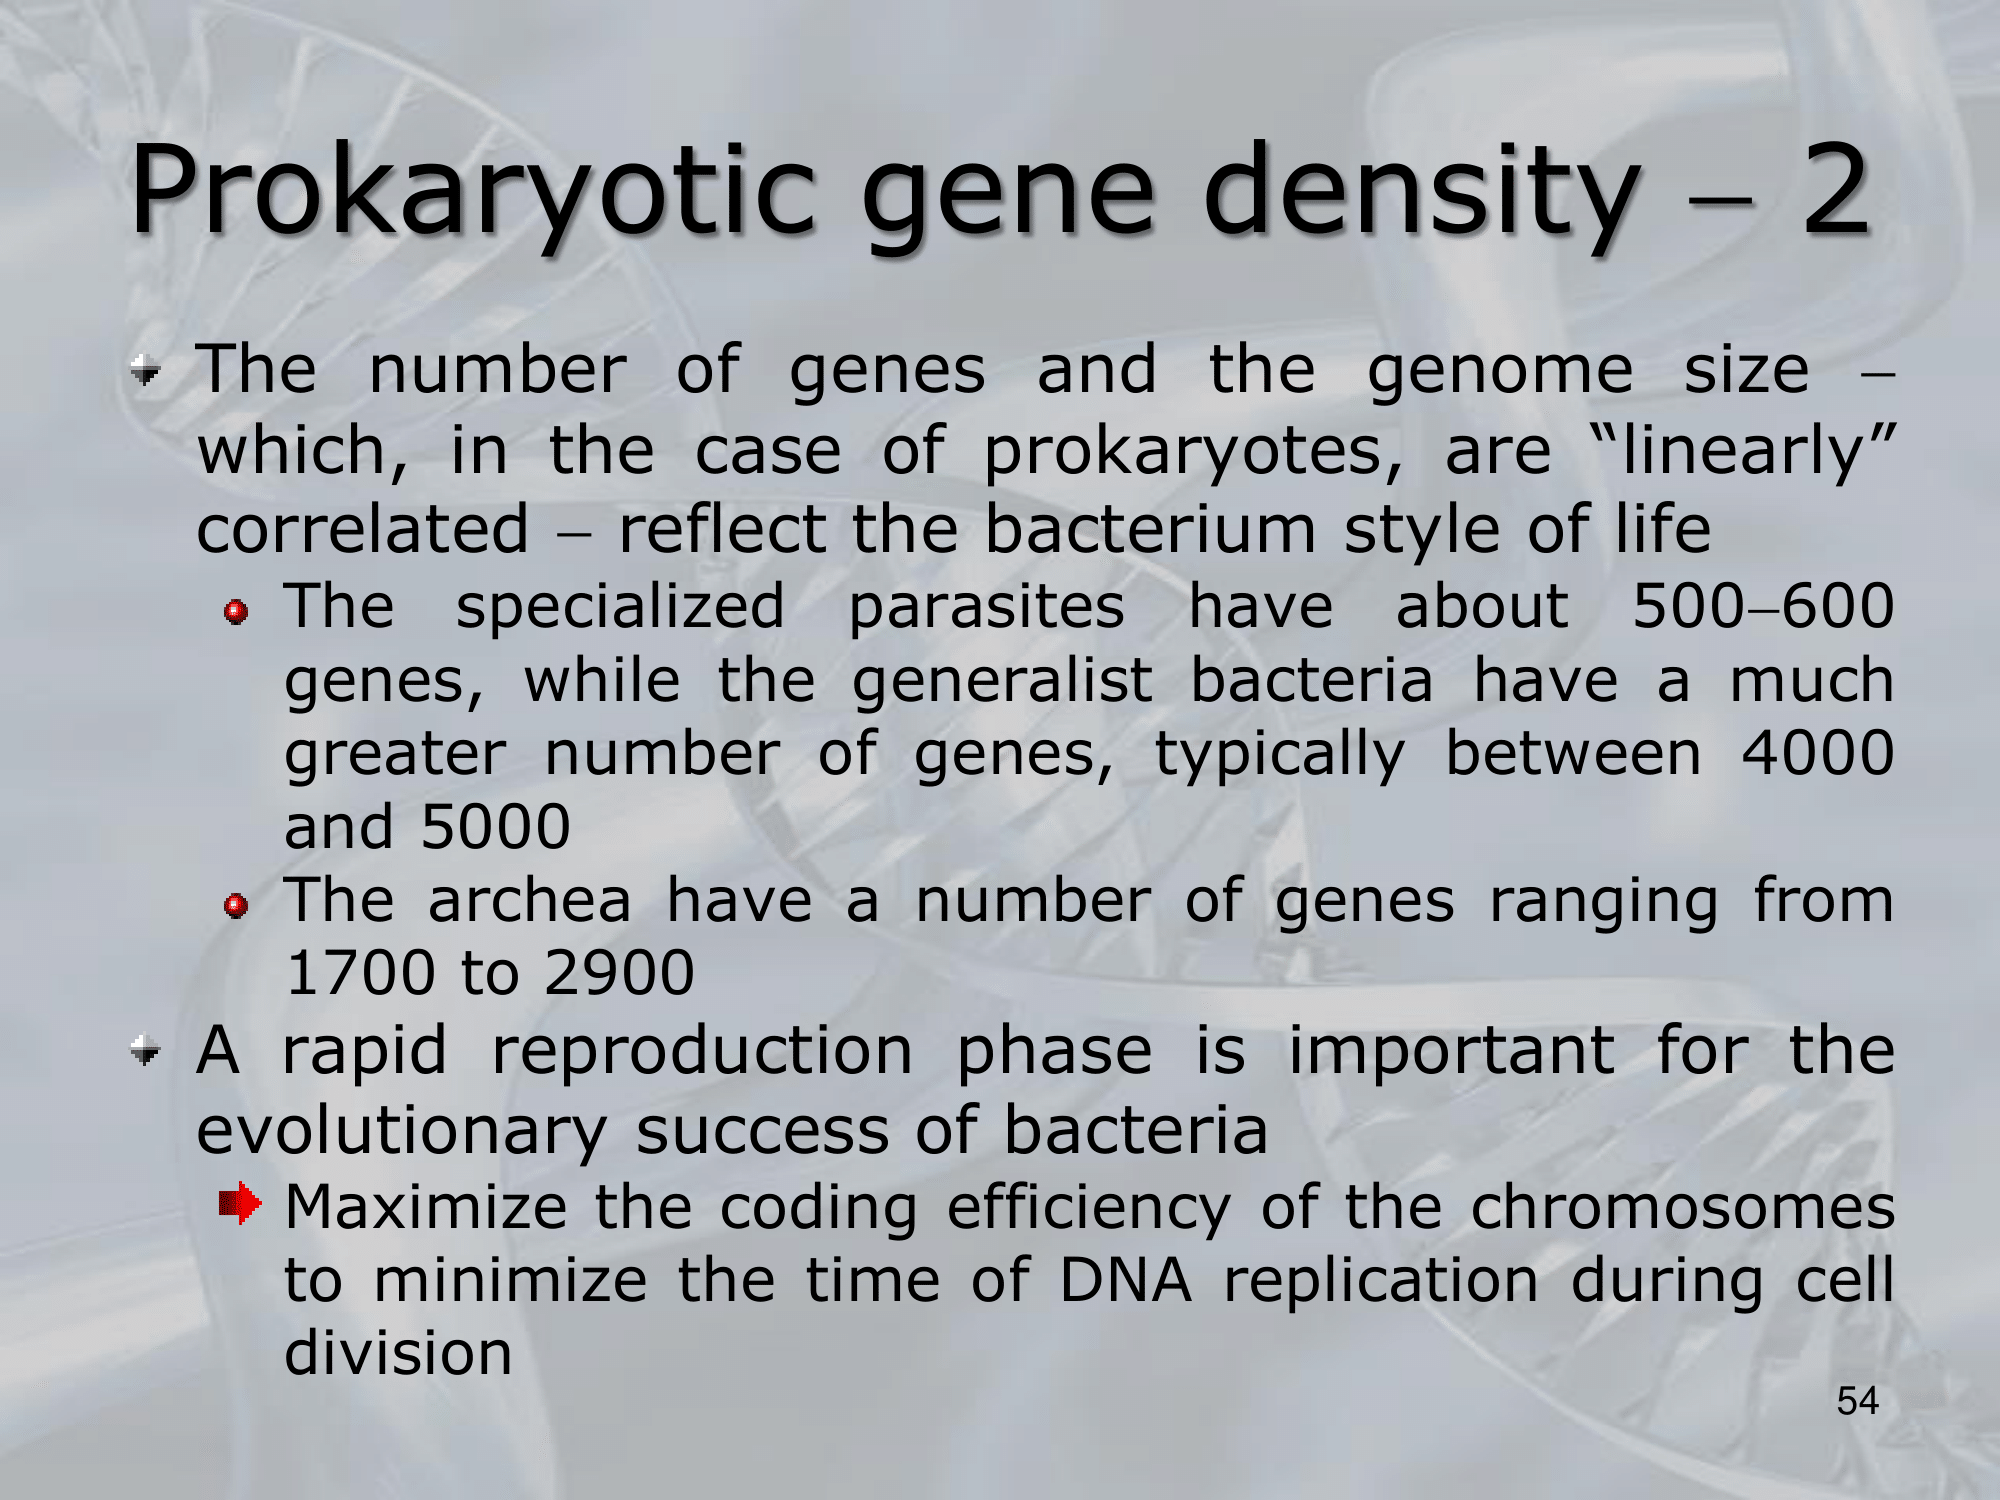 Prokaryotic gene density – 2
The number of genes and the genome size –
which, in the case of prokaryotes, are “linearly”
correlated – reflect the bacterium style of life
The specialized parasites have about 500–600
genes, while the generalist bacteria have a much
greater number of genes, typically between 4000
and 5000
The archea have a number of genes ranging from
1700 to 2900
A rapid reproduction phase is important for the
evolutionary success of bacteria
Maximize the coding efficiency of the chromosomes
to minimize the time of DNA replication during cell
division
54